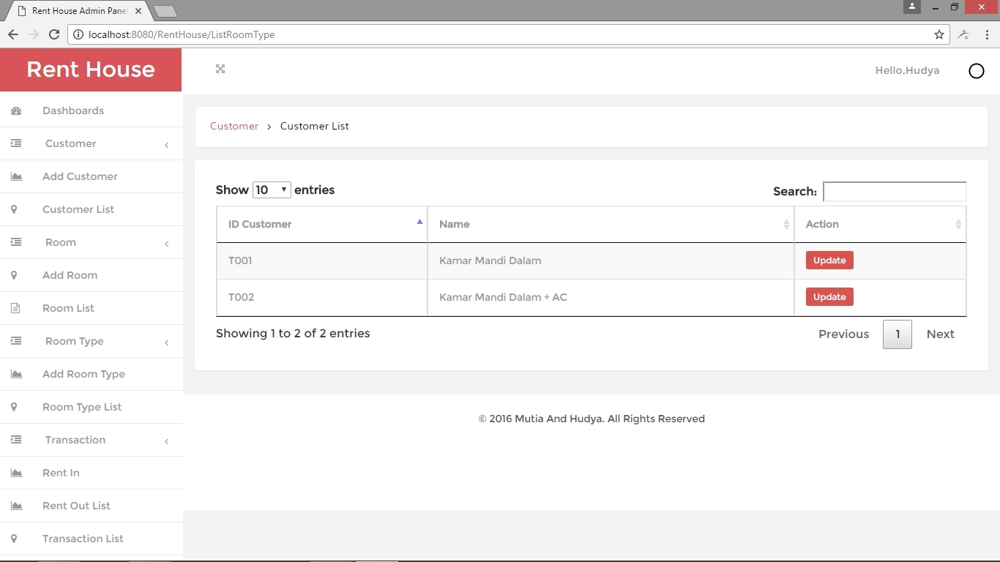 Rent House Admin Panel
localhost:8080/RentHouse/ListRoomType
Rent House
Hello,Hudya
Dashboards
Customer
Add Customer
Customer List
Room
Add Room
Room List
Room Type
Add Room Type
Room Type List
Transaction
Rent In
Rent Out List
Transaction List
Customer > Customer List
Show 10 entries
Search:
ID Customer Name Action
T001 Kamar Mandi Dalam Update
T002 Kamar Mandi Dalam + AC Update
Showing 1 to 2 of 2 entries
Previous 1 Next
© 2016 Mutia And Hudya. All Rights Reserved